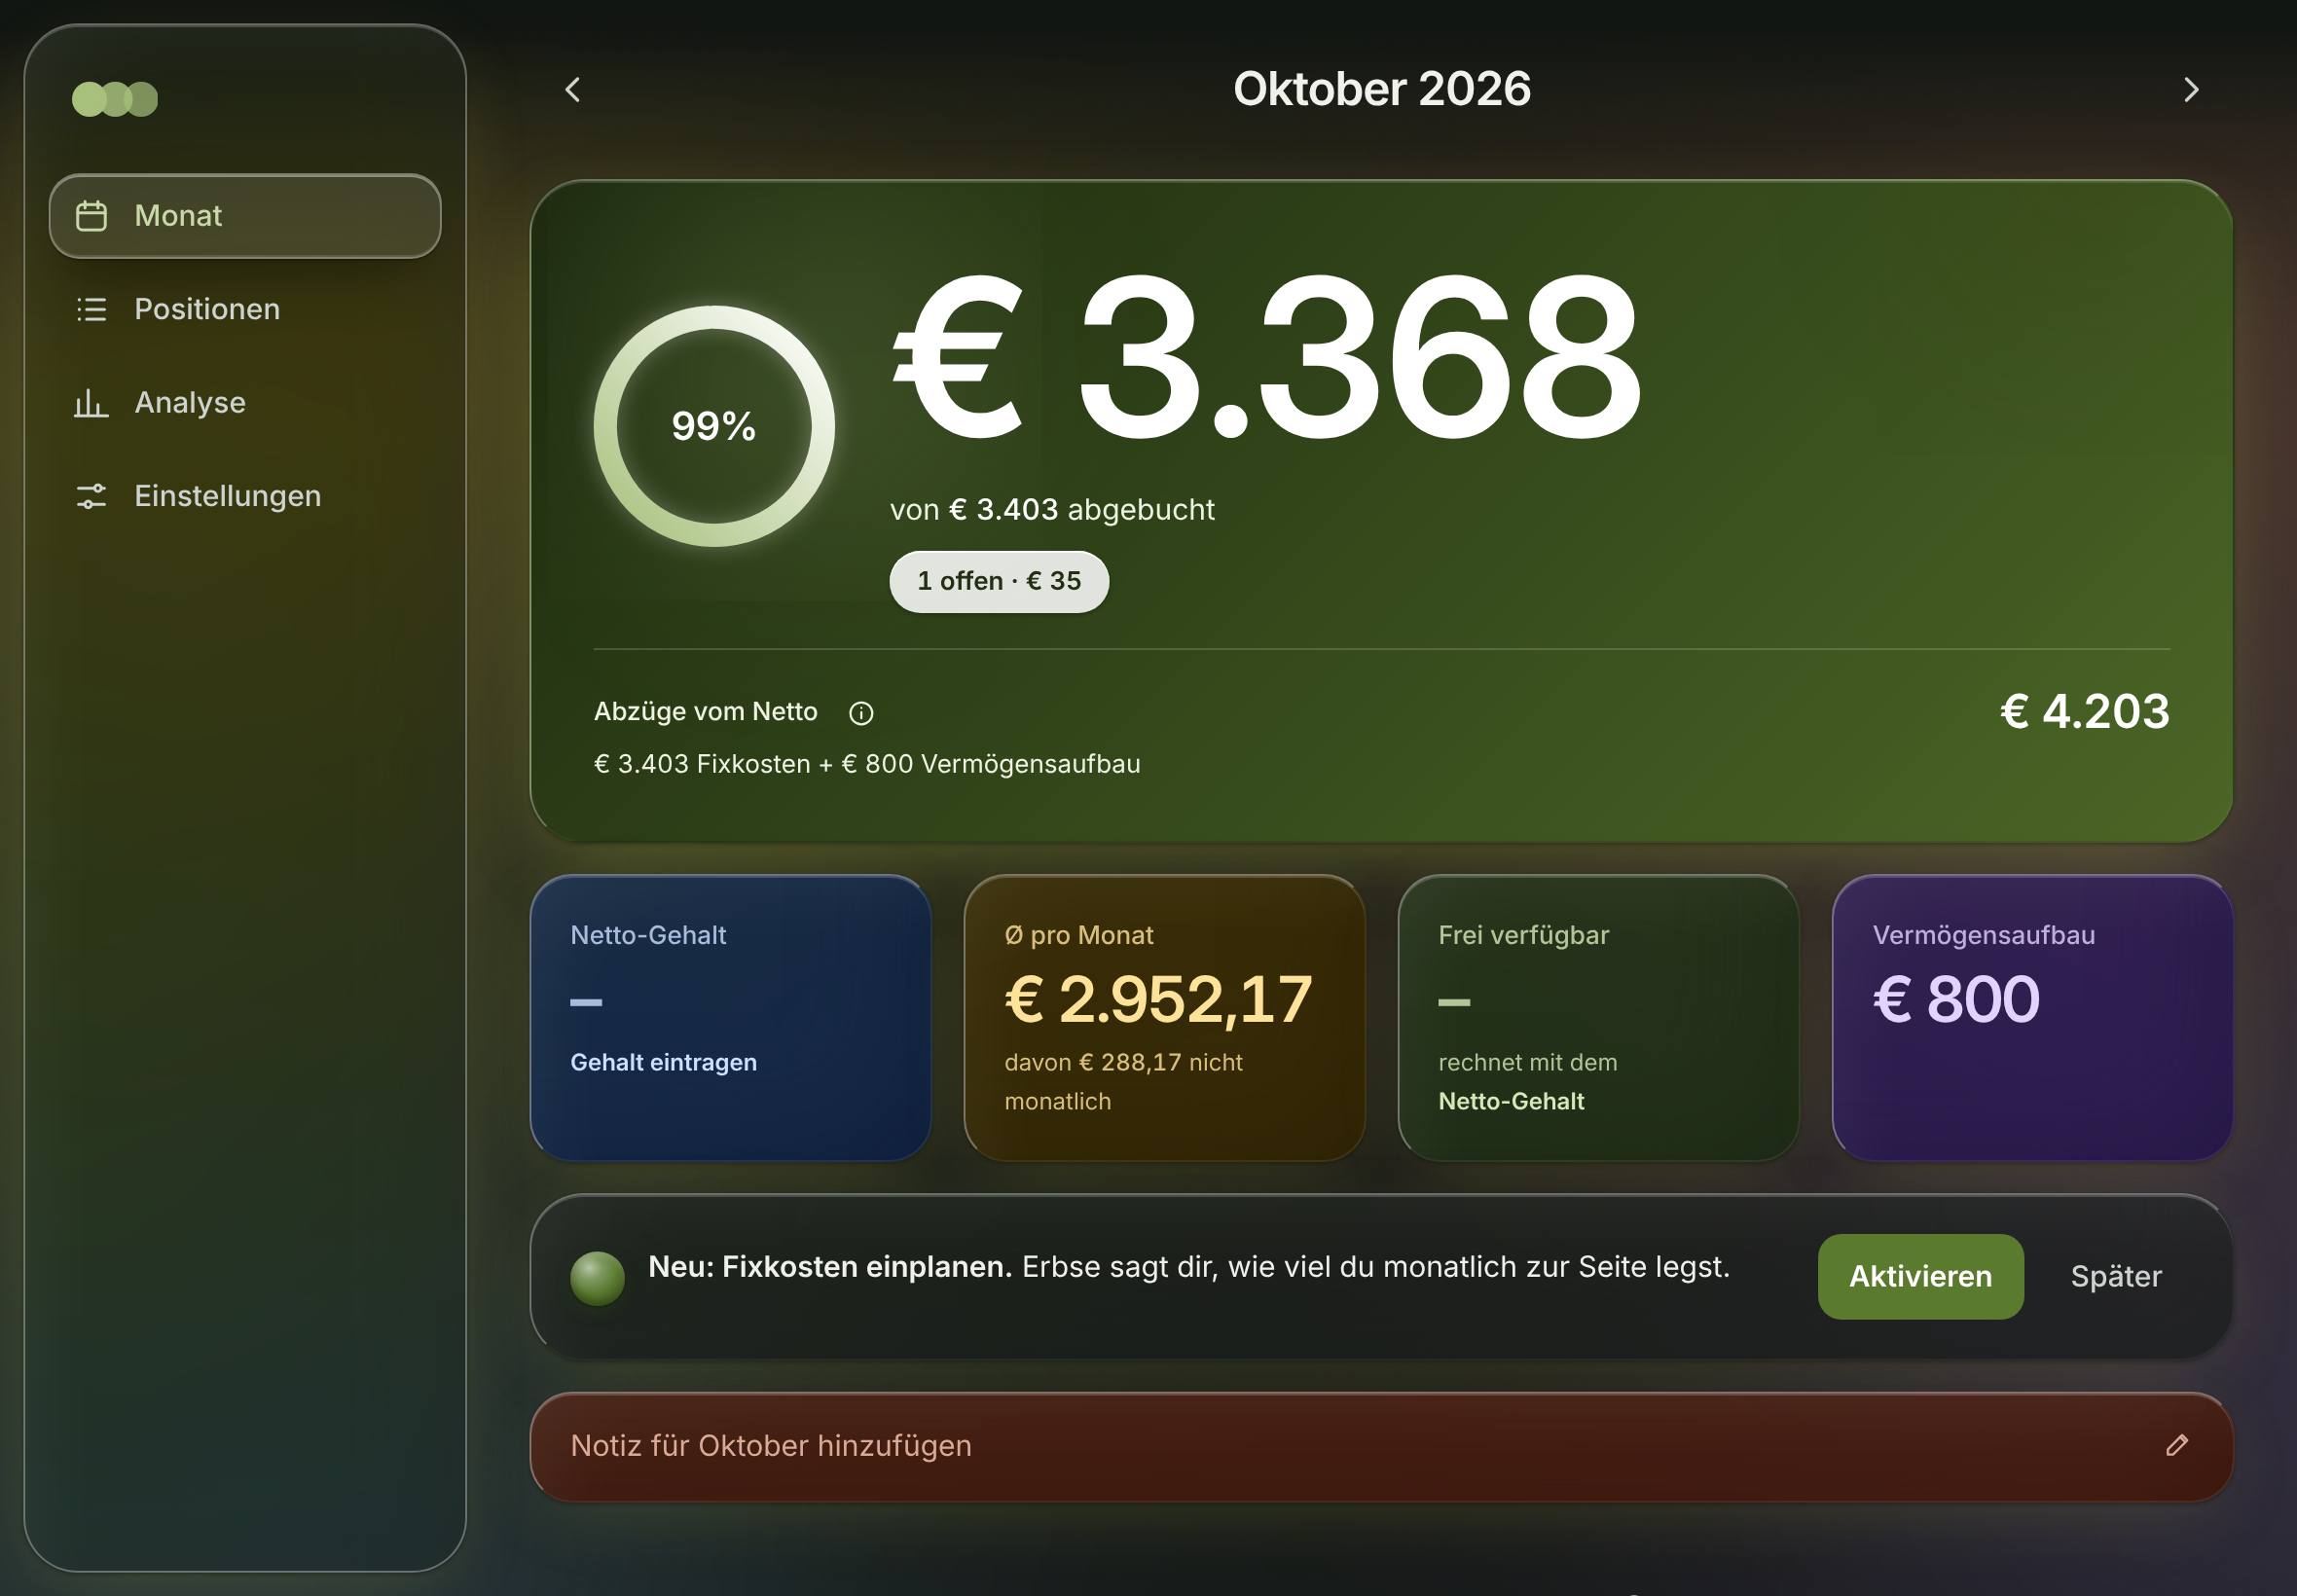 Oktober 2026
Monat
Positionen
Analyse
Einstellungen
99%
€ 3.368
von € 3.403 abgebucht
1 offen · € 35
Abzüge vom Netto
€ 4.203
€ 3.403 Fixkosten + € 800 Vermögensaufbau
Netto-Gehalt
–
Gehalt eintragen
Ø pro Monat
€ 2.952,17
davon € 288,17 nicht
monatlich
Frei verfügbar
–
rechnet mit dem
Netto-Gehalt
Vermögensaufbau
€ 800
Neu: Fixkosten einplanen. Erbse sagt dir, wie viel du monatlich zur Seite legst.
Aktivieren
Später
Notiz für Oktober hinzufügen